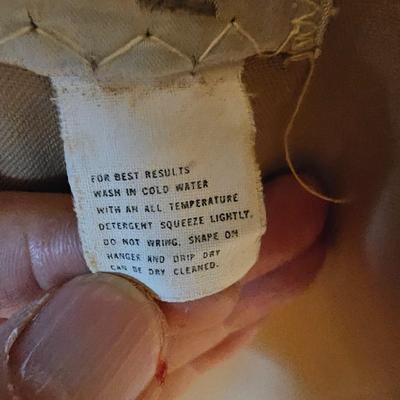 FOR BEST RESULTS
WASH IN COLD WATER
WITH AN ALL TEMPERATURE
DETERGENT SQUEEZE LIGHTLY.
DO NOT WRING, SHAPE ON
HANGER AND DRIP DRY
CAN BE DRY CLEANED.